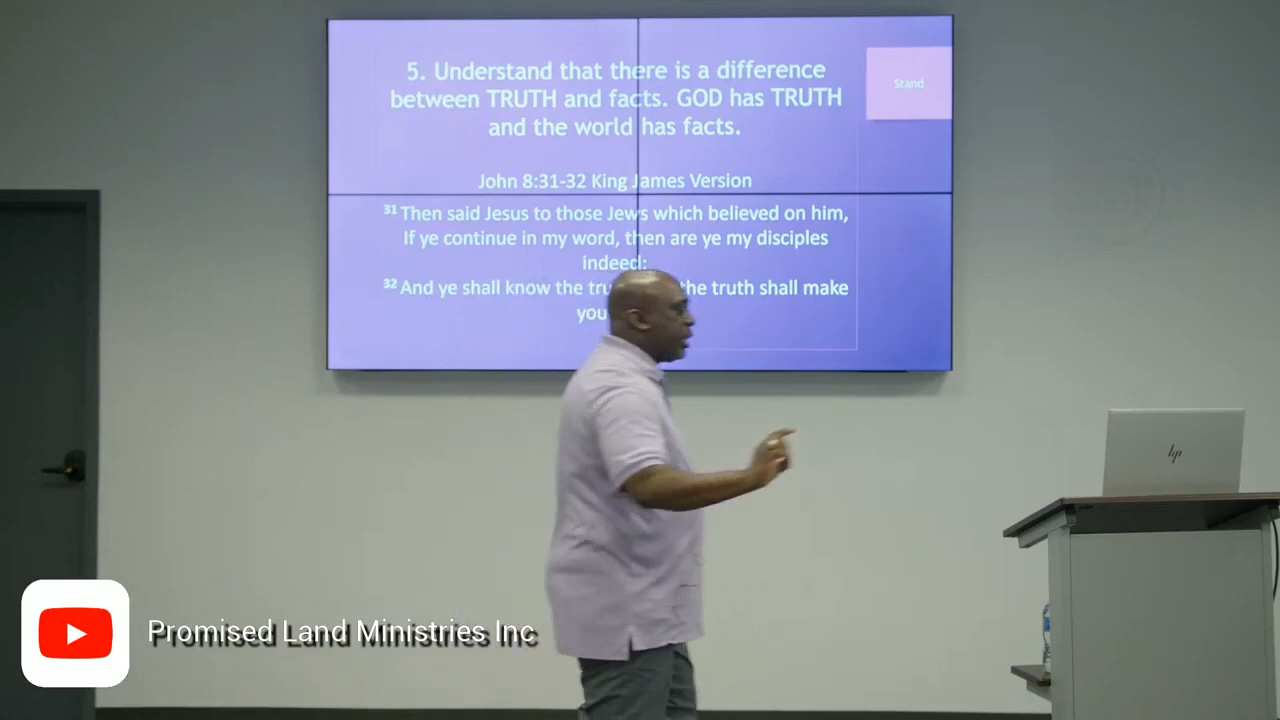 5. Understand that there is a difference
between TRUTH and facts. GOD has TRUTH
and the world has facts.
Stand
John 8:31-32 King James Version
31 Then said Jesus to those Jews which believed on him,
If ye continue in my word, then are ye my disciples
indeed:
32 And ye shall know the the truth shall make
you
hp
Promised Land Ministries Inc